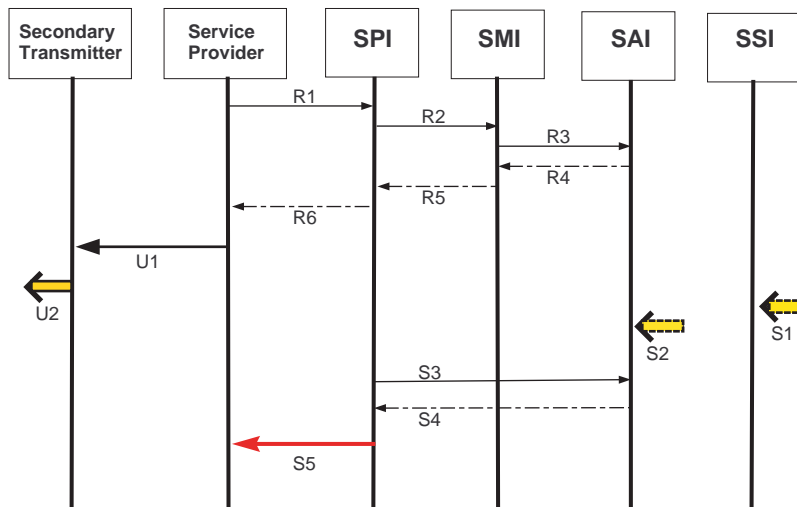 Secondary
Transmitter
Service
Provider
SPI
SMI
SAI
SSI
R1
R2
R3
R4
R5
R6
U1
U2
S1
S2
S3
S4
S5